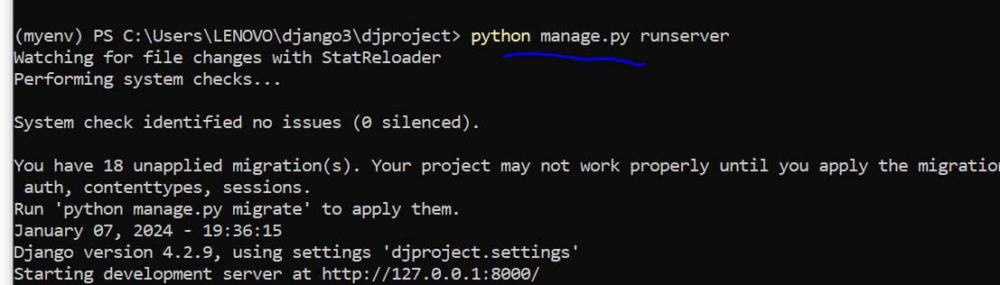 (myenv) PS C:\Users\LENOVO\django3\djproject> python manage.py runserver
Watching for file changes with StatReloader
Performing system checks...
System check identified no issues (0 silenced).
You have 18 unapplied migration(s). Your project may not work properly until you apply the migratio
auth, contenttypes, sessions.
Run 'python manage.py migrate' to apply them.
January 07, 2024 - 19:36:15
Django version 4.2.9, using settings 'djproject.settings'
Starting development server at http://127.0.0.1:8000/